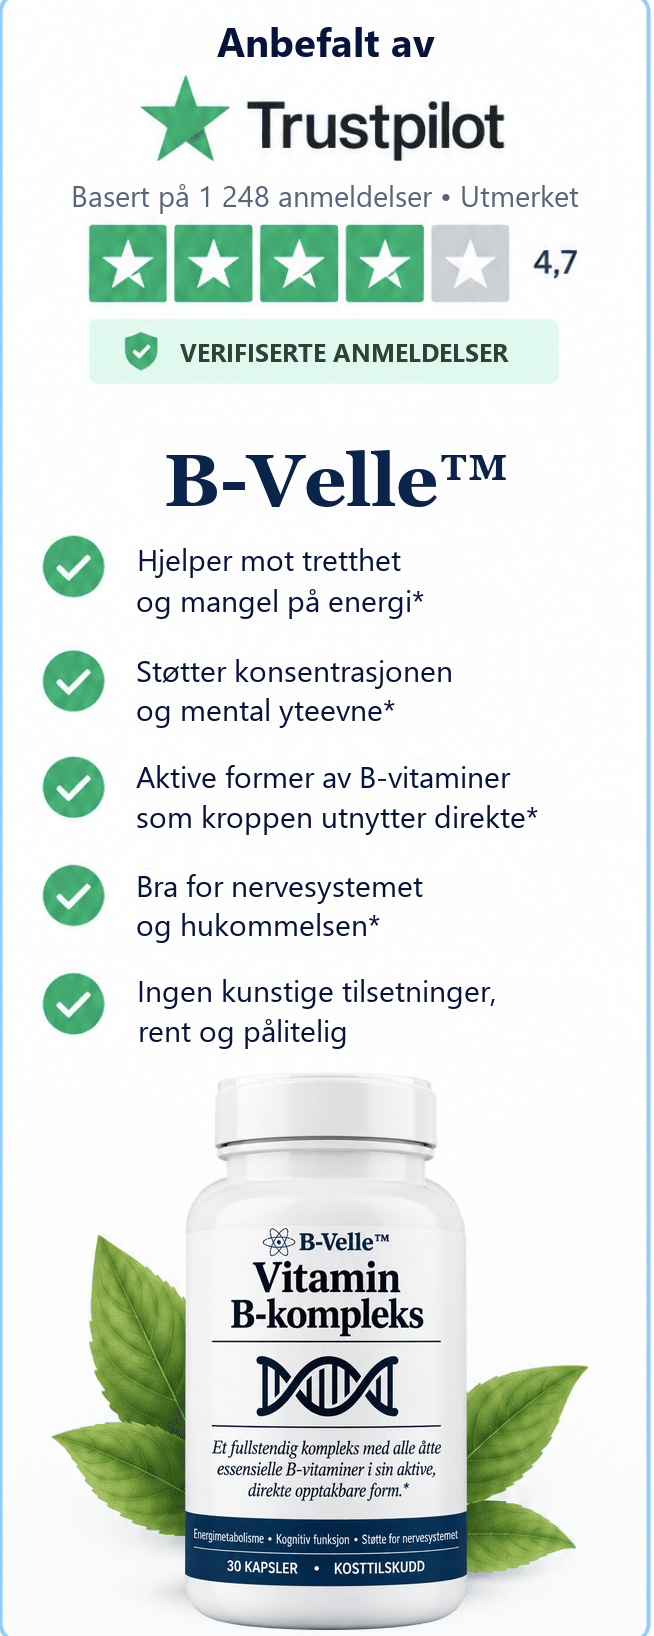 Anbefalt av
Trustpilot
Basert på 1 248 anmeldelser • Utmerket
4,7
VERIFISERTE ANMELDELSER
B-Velle™
Hjelper mot tretthet
og mangel på energi*
Støtter konsentrasjonen
og mental yteevne*
Aktive former av B-vitaminer
som kroppen utnytter direkte*
Bra for nervesystemet
og hukommelsen*
Ingen kunstige tilsetninger,
rent og pålitelig
B-Velle™
Vitamin
B-kompleks
Et fullstendig kompleks med alle åtte
essensielle B-vitaminer i sin aktive,
direkte opptakbare form.*
Energimetabolisme • Kognitiv funksjon • Støtte for nervesystemet
30 KAPSLER • KOSTTILSKUDD